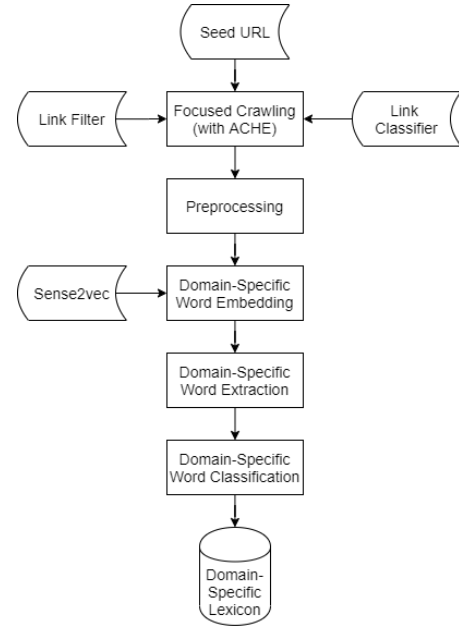 Seed URL
Link Filter
Focused Crawling
(with ACHE)
Link
Classifier
Preprocessing
Sense2vec
Domain-Specific
Word Embedding
Domain-Specific
Word Extraction
Domain-Specific
Word Classification
Domain-
Specific
Lexicon